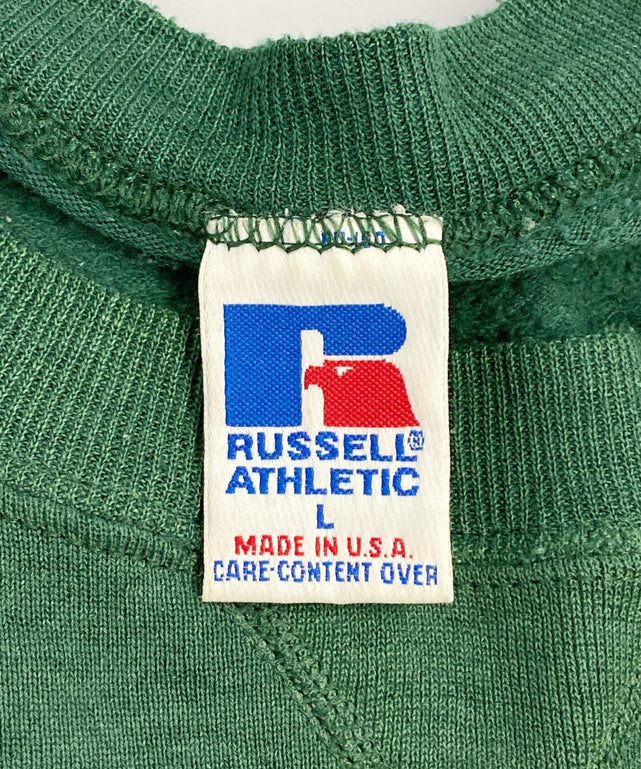 RUSSELL®
ATHLETIC
L
MADE IN U.S.A.
CARE-CONTENT OVER